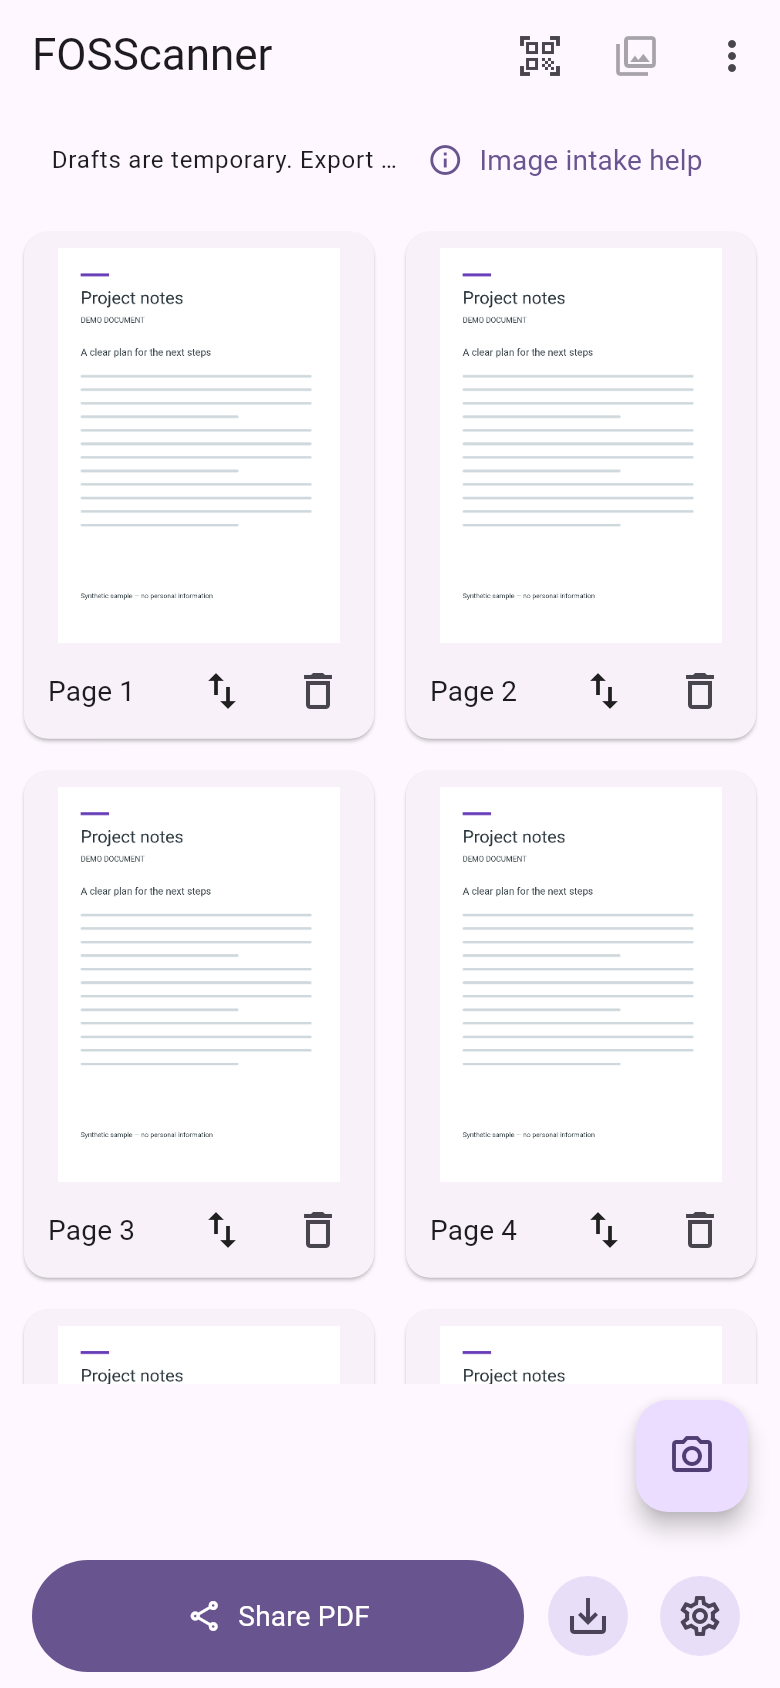 FOSScanner
Drafts are temporary. Export …
Image intake help
Project notes
DEMO DOCUMENT
A clear plan for the next steps
Synthetic sample — no personal information
Page 1
Project notes
DEMO DOCUMENT
A clear plan for the next steps
Synthetic sample — no personal information
Page 2
Project notes
DEMO DOCUMENT
A clear plan for the next steps
Synthetic sample — no personal information
Page 3
Project notes
DEMO DOCUMENT
A clear plan for the next steps
Synthetic sample — no personal information
Page 4
Project notes
Project notes
Share PDF